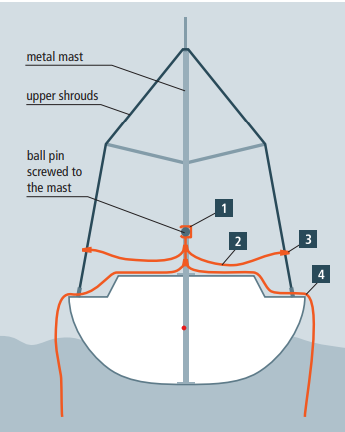 metal mast
upper shrouds
ball pin
screwed to
the mast
1
2
3
4